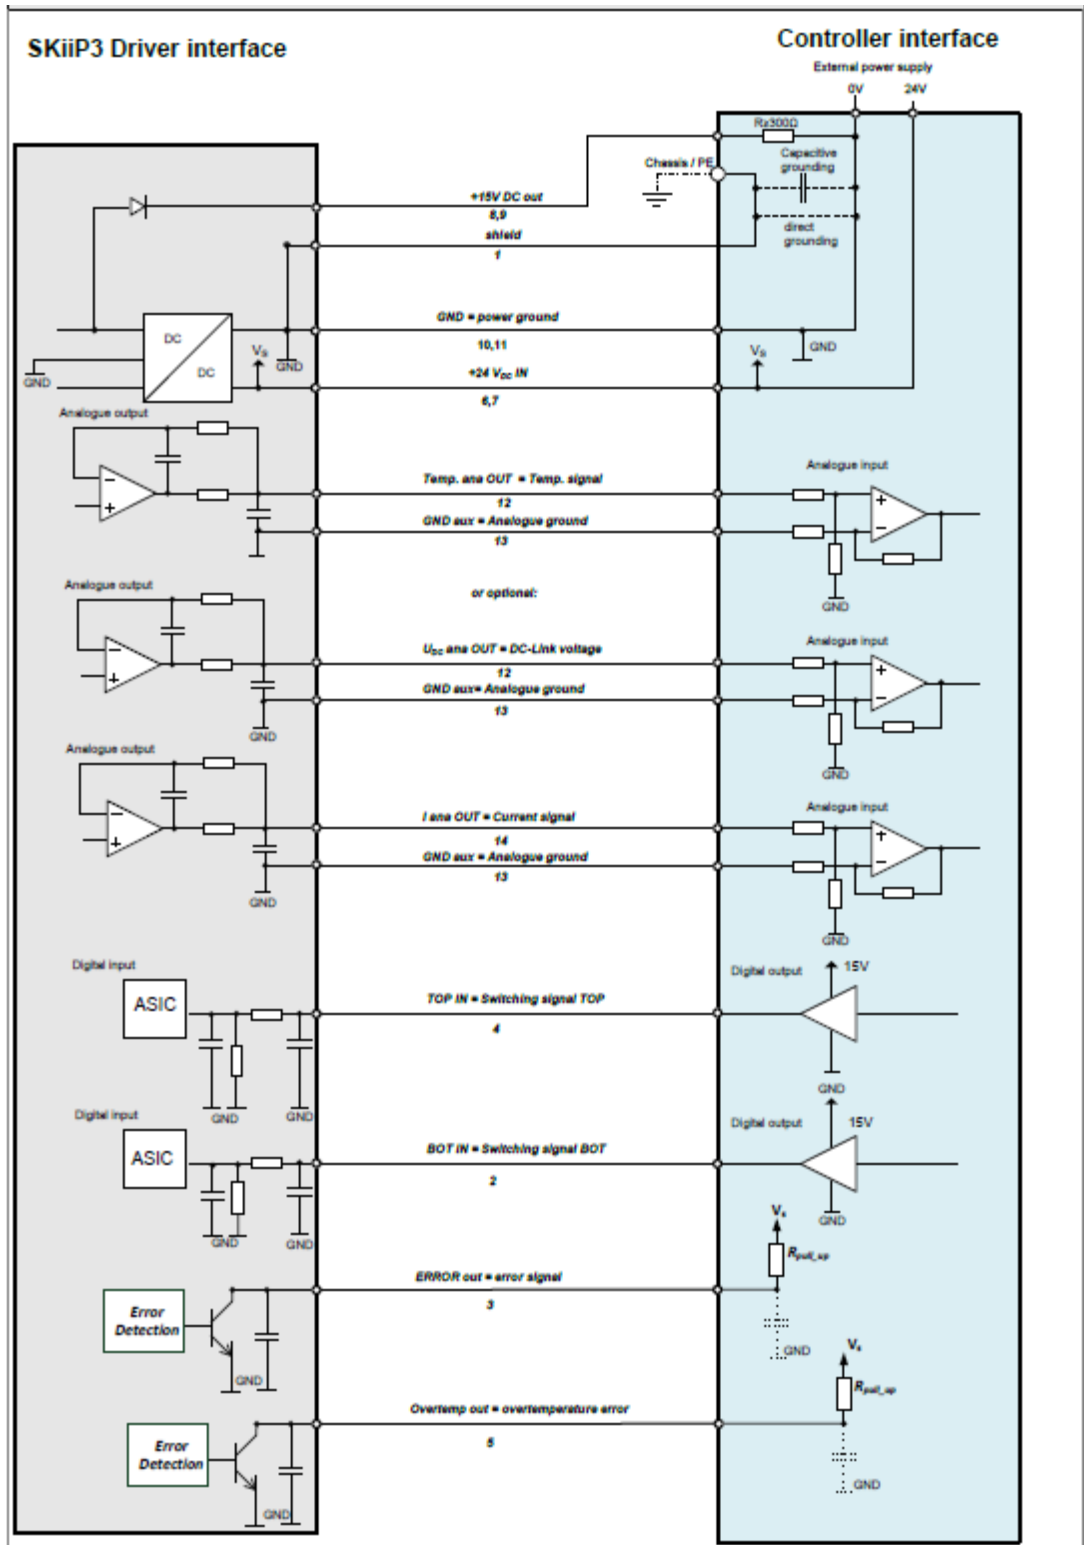 SKiiP3 Driver interface
Controller interface
External power supply
0V 24V
R≥300Ω
Capacitive
grounding
Chassis / PE
+15V DC out
8,9
direct
grounding
shield
1
GND = power ground
10,11
GND
DC
DC
GND
VS
GND
VS
+24 VDC IN
6,7
Analogue output
Temp. ana OUT = Temp. signal
12
GND aux = Analogue ground
13
Analogue input
GND
or optional:
Analogue output
UDC ana OUT = DC-Link voltage
12
GND aux= Analogue ground
13
GND
Analogue input
GND
Analogue output
I ana OUT = Current signal
14
GND aux = Analogue ground
13
GND
Analogue input
GND
Digital input
ASIC
GND
GND
TOP IN = Switching signal TOP
4
Digital output
15V
GND
Digital input
ASIC
GND
GND
BOT IN = Switching signal BOT
2
Digital output
15V
GND
Vs
Rpull_up
GND
ERROR out = error signal
3
Error
Detection
GND
Vs
Rpull_up
GND
Overtemp out = overtemperature error
5
Error
Detection
GND